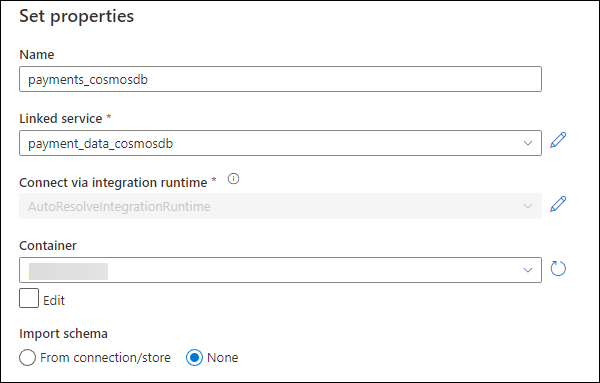 Set properties
Name
payments_cosmosdb
Linked service *
payment_data_cosmosdb
Connect via integration runtime *
AutoResolveIntegrationRuntime
Container
Edit
Import schema
From connection/store None